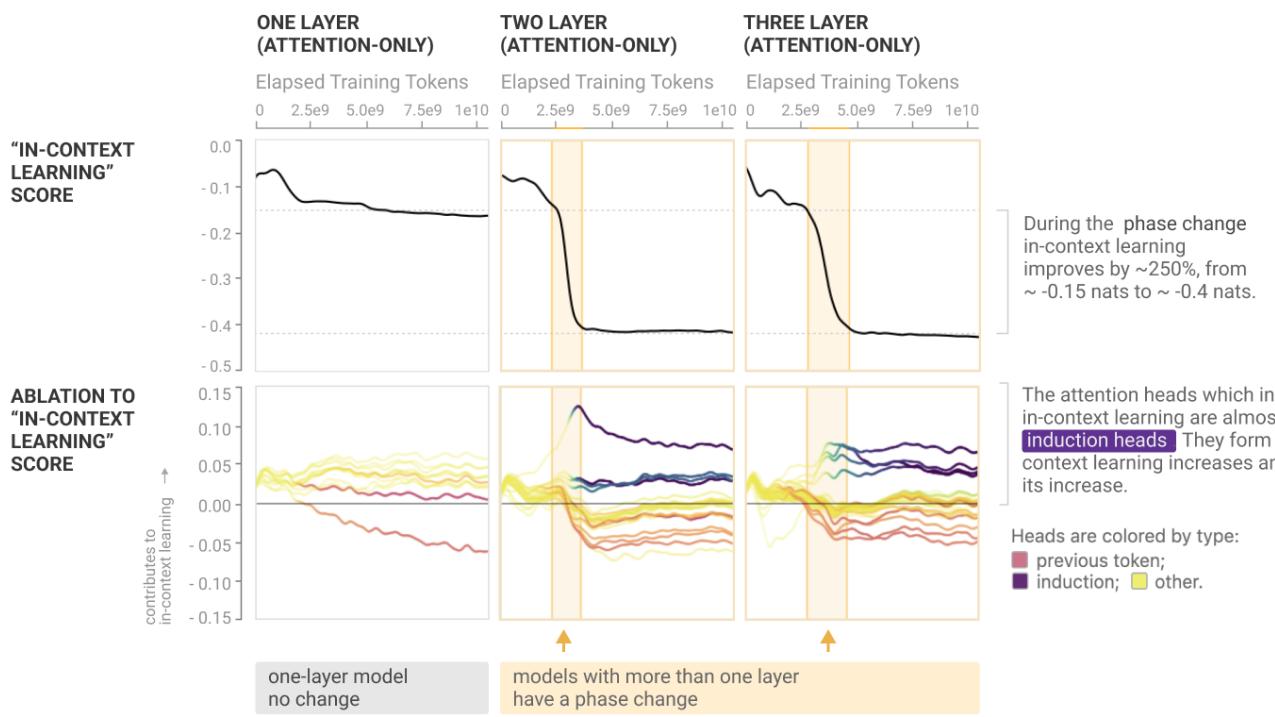 ONE LAYER
(ATTENTION-ONLY)
TWO LAYER
(ATTENTION-ONLY)
THREE LAYER
(ATTENTION-ONLY)
Elapsed Training Tokens
Elapsed Training Tokens
Elapsed Training Tokens
0 2.5e9 5.0e9 7.5e9 1e10
0 2.5e9 5.0e9 7.5e9 1e10
0 2.5e9 5.0e9 7.5e9 1e10
“IN-CONTEXT
LEARNING”
SCORE
0.0
- 0.1
- 0.2
- 0.3
- 0.4
- 0.5
During the phase change
in-context learning
improves by ~250%, from
~ -0.15 nats to ~ -0.4 nats.
ABLATION TO
“IN-CONTEXT
LEARNING”
SCORE
contributes to
in-context learning →
0.15
0.10
0.05
0.00
- 0.05
- 0.10
- 0.15
The attention heads which in
in-context learning are almos
induction heads They form
context learning increases ar
its increase.
Heads are colored by type:
previous token;
induction; other.
one-layer model
no change
models with more than one layer
have a phase change